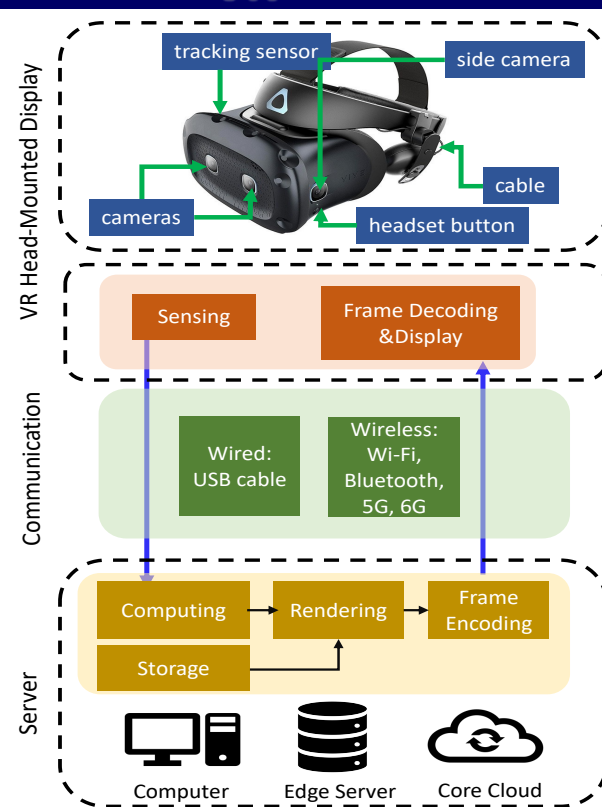 tracking sensor
side camera
cameras
cable
headset button
VR Head-Mounted Display
Sensing
Frame Decoding
&Display
Communication
Wired:
USB cable
Wireless:
Wi-Fi,
Bluetooth,
5G, 6G
Server
Computing
Rendering
Frame
Encoding
Storage
Computer
Edge Server
Core Cloud